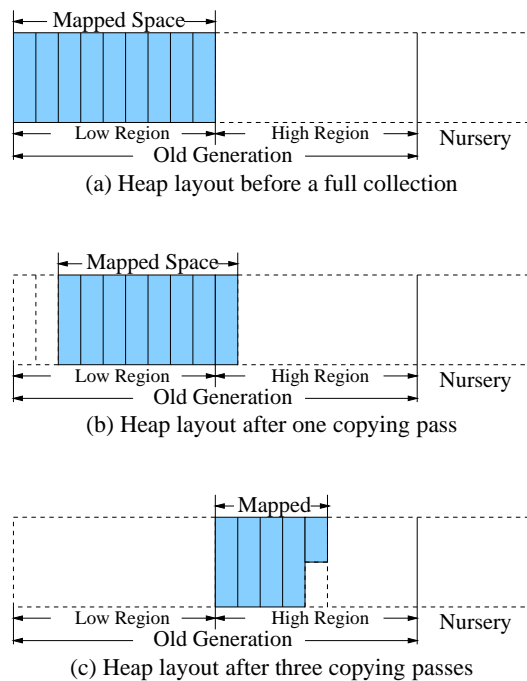 Mapped Space
Low Region High Region
Nursery
Old Generation
(a) Heap layout before a full collection
Mapped Space
Low Region High Region
Nursery
Old Generation
(b) Heap layout after one copying pass
Mapped
Low Region High Region
Nursery
Old Generation
(c) Heap layout after three copying passes